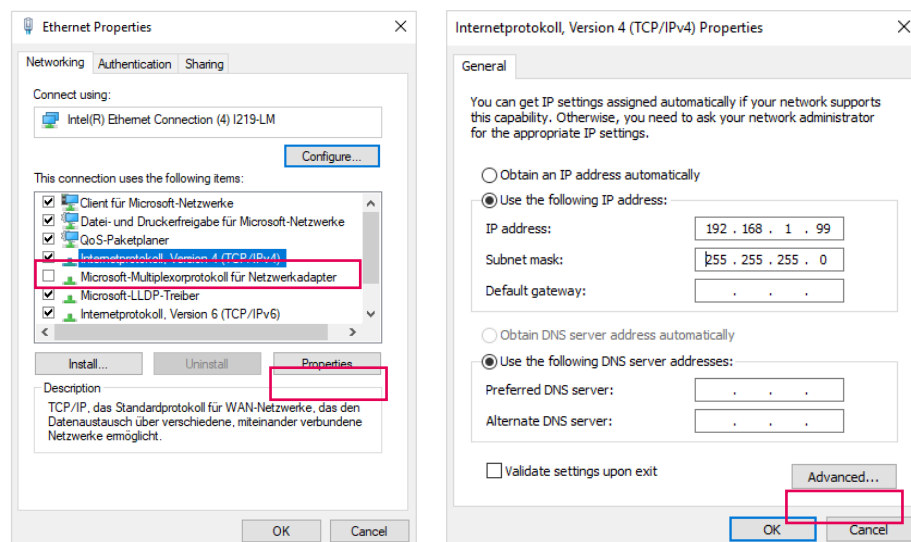 Ethernet Properties
Networking Authentication Sharing
Connect using:
Intel(R) Ethernet Connection (4) I219-LM
Configure...
This connection uses the following items:
Client für Microsoft-Netzwerke
Datei- und Druckerfreigabe für Microsoft-Netzwerke
QoS-Paketplaner
Internetprotokoll, Version 4 (TCP/IPv4)
Microsoft-Multiplexorprotokoll für Netzwerkadapter
Microsoft-LLDP-Treiber
Internetprotokoll, Version 6 (TCP/IPv6)
Install... Uninstall Properties
Description
TCP/IP, das Standardprotokoll für WAN-Netzwerke, das den
Datenaustausch über verschiedene, miteinander verbundene
Netzwerke ermöglicht.
OK Cancel
Internetprotokoll, Version 4 (TCP/IPv4) Properties
General
You can get IP settings assigned automatically if your network supports
this capability. Otherwise, you need to ask your network administrator
for the appropriate IP settings.
Obtain an IP address automatically
Use the following IP address:
IP address: 192 . 168 . 1 . 99
Subnet mask: 255 . 255 . 255 . 0
Default gateway: . . .
Obtain DNS server address automatically
Use the following DNS server addresses:
Preferred DNS server: . . .
Alternate DNS server: . . .
Validate settings upon exit
Advanced...
OK Cancel